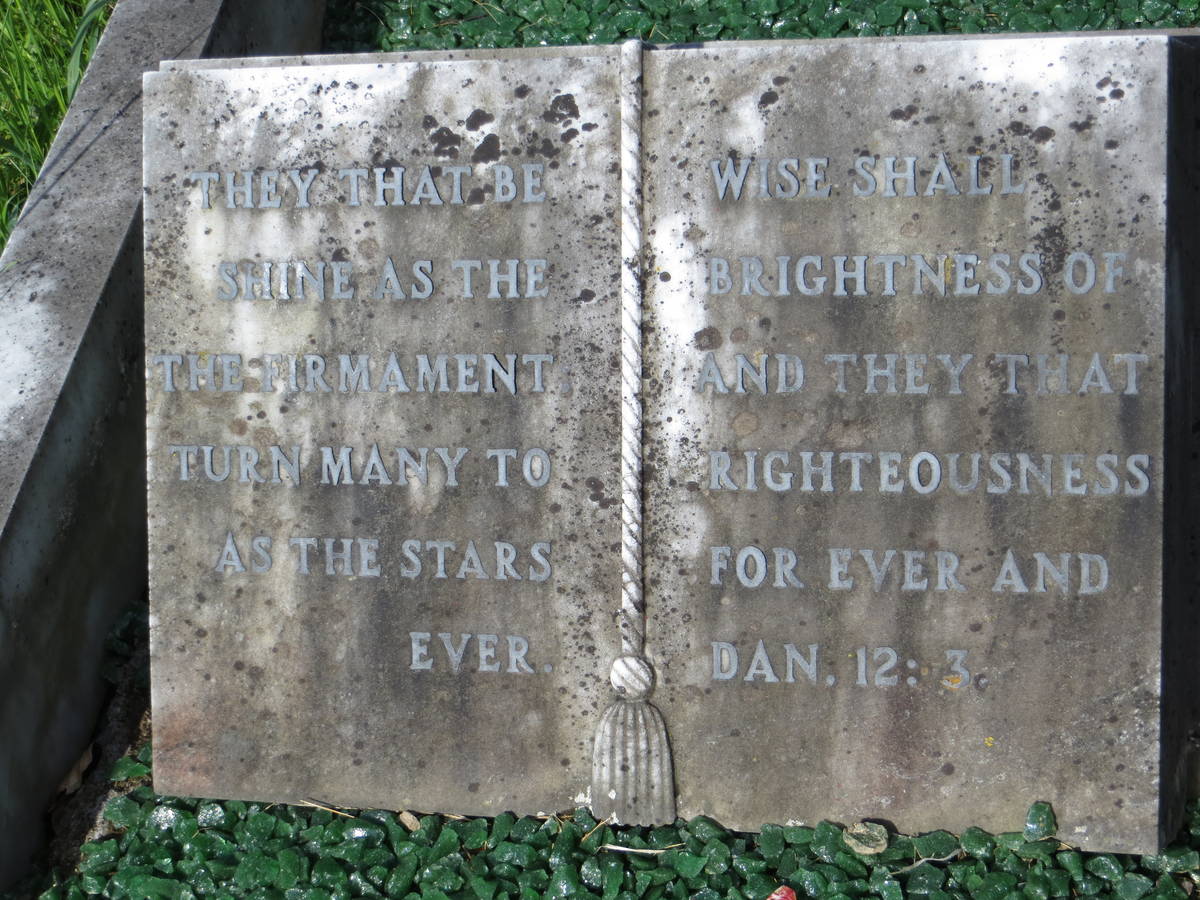 THEY THAT BE WISE SHALL
SHINE AS THE BRIGHTNESS OF
THE FIRMAMENT: AND THEY THAT
TURN MANY TO RIGHTEOUSNESS
AS THE STARS FOR EVER AND
EVER. DAN. 12: 3.